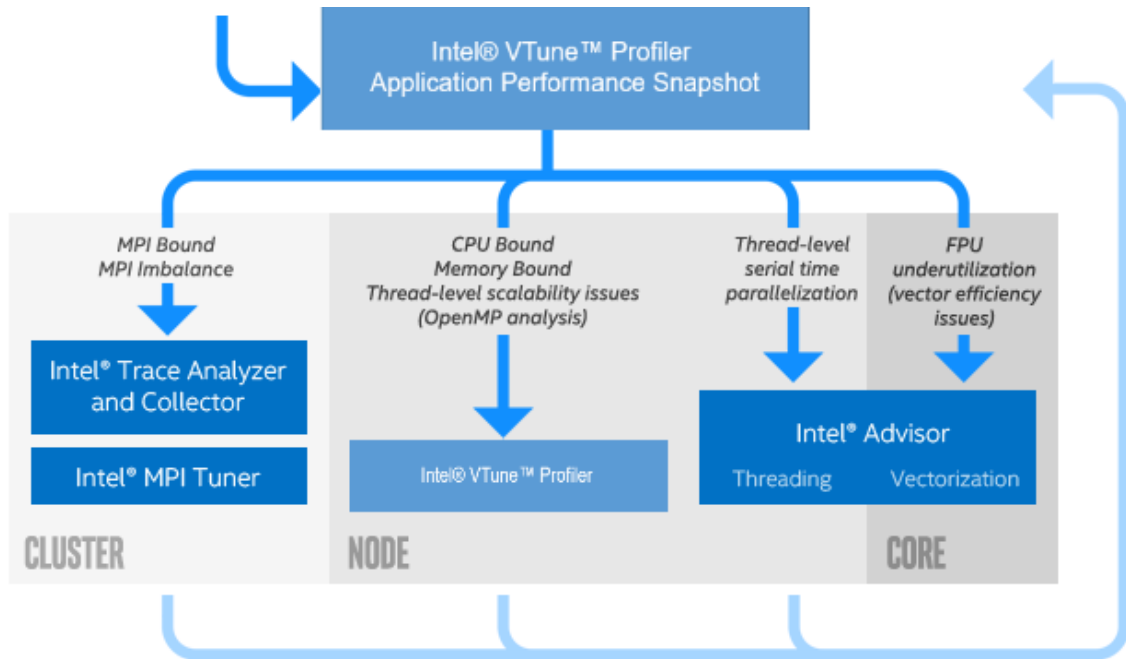 Intel® VTune™ Profiler
Application Performance Snapshot
MPI Bound
MPI Imbalance
CPU Bound
Memory Bound
Thread-level scalability issues
(OpenMP analysis)
Thread-level
serial time
parallelization
FPU
underutilization
(vector efficiency
issues)
Intel® Trace Analyzer
and Collector
Intel® MPI Tuner
Intel® VTune™ Profiler
Intel® Advisor
Threading
Vectorization
CLUSTER
NODE
CORE